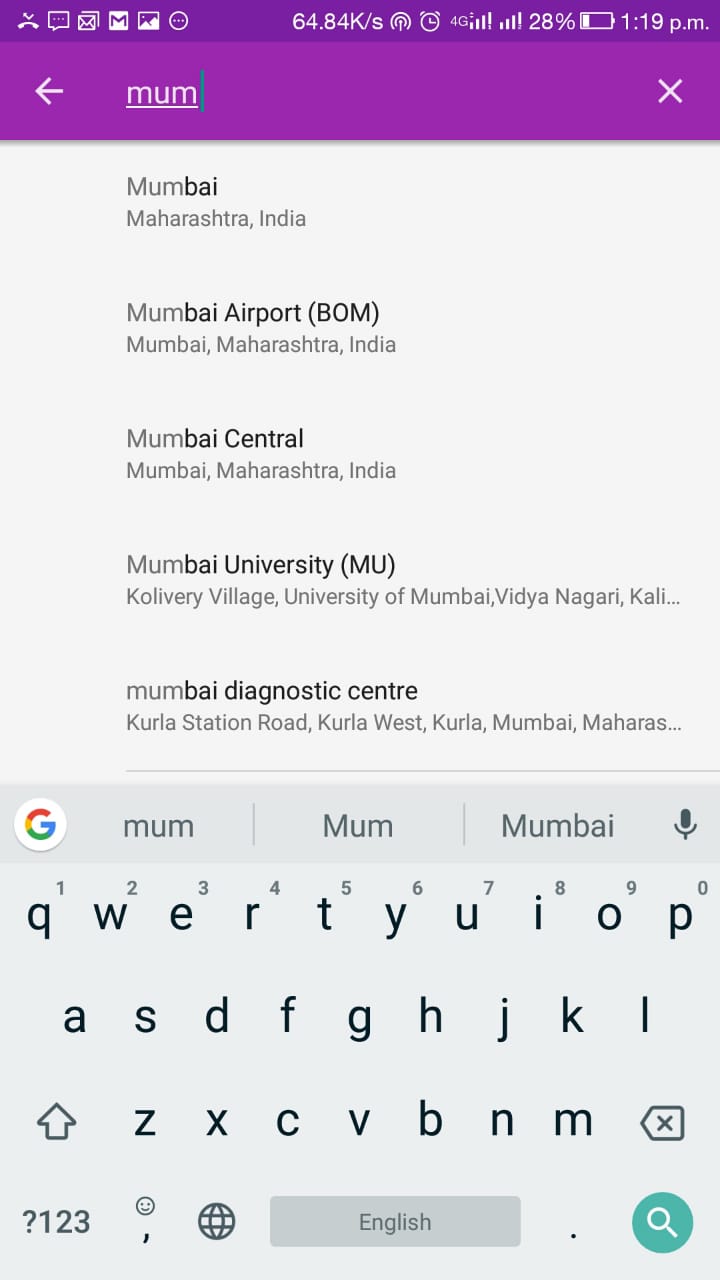 64.84K/s 4G 28% 1:19 p.m.
mum
Mumbai
Maharashtra, India
Mumbai Airport (BOM)
Mumbai, Maharashtra, India
Mumbai Central
Mumbai, Maharashtra, India
Mumbai University (MU)
Kolivery Village, University of Mumbai,Vidya Nagari, Kali...
mumbai diagnostic centre
Kurla Station Road, Kurla West, Kurla, Mumbai, Maharas...
G mum Mum Mumbai
1 2 3 4 5 6 7 8 9 0
q w e r t y u i o p
a s d f g h j k l
z x c v b n m
?123 , English .